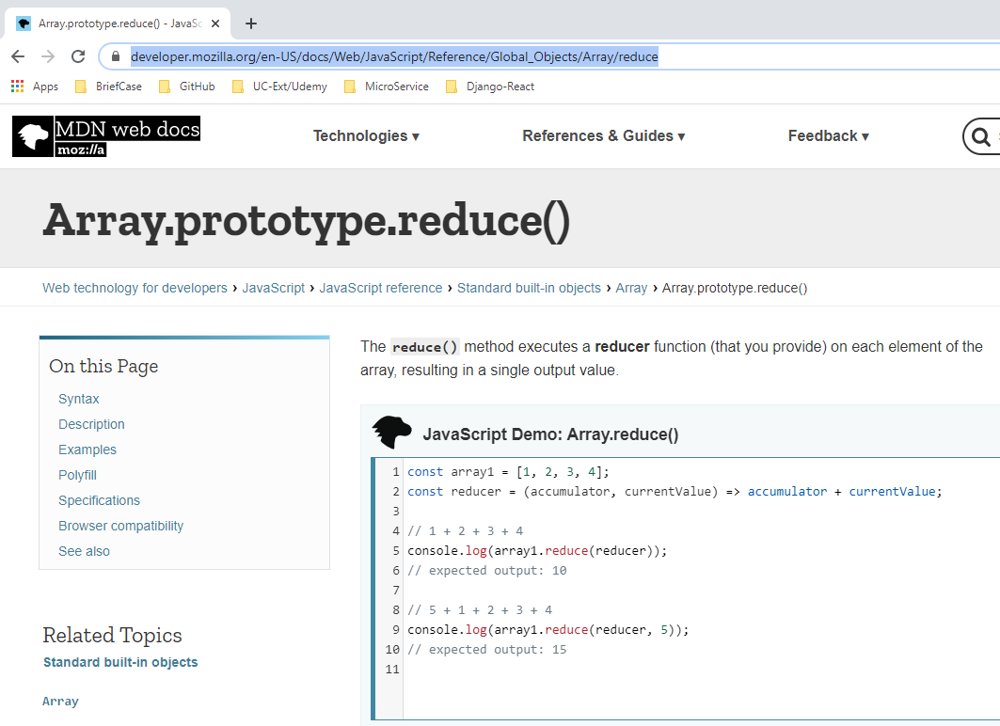 Array.prototype.reduce() - JavaSc
developer.mozilla.org/en-US/docs/Web/JavaScript/Reference/Global_Objects/Array/reduce
Apps BriefCase GitHub UC-Ext/Udemy MicroService Django-React
MDN web docs
moz://a
Technologies ▾ References & Guides ▾ Feedback ▾
Array.prototype.reduce()
Web technology for developers › JavaScript › JavaScript reference › Standard built-in objects › Array › Array.prototype.reduce()
On this Page
Syntax
Description
Examples
Polyfill
Specifications
Browser compatibility
See also
Related Topics
Standard built-in objects
Array
The reduce() method executes a reducer function (that you provide) on each element of the
array, resulting in a single output value.
JavaScript Demo: Array.reduce()
1 const array1 = [1, 2, 3, 4];
2 const reducer = (accumulator, currentValue) => accumulator + currentValue;
3
4 // 1 + 2 + 3 + 4
5 console.log(array1.reduce(reducer));
6 // expected output: 10
7
8 // 5 + 1 + 2 + 3 + 4
9 console.log(array1.reduce(reducer, 5));
10 // expected output: 15
11